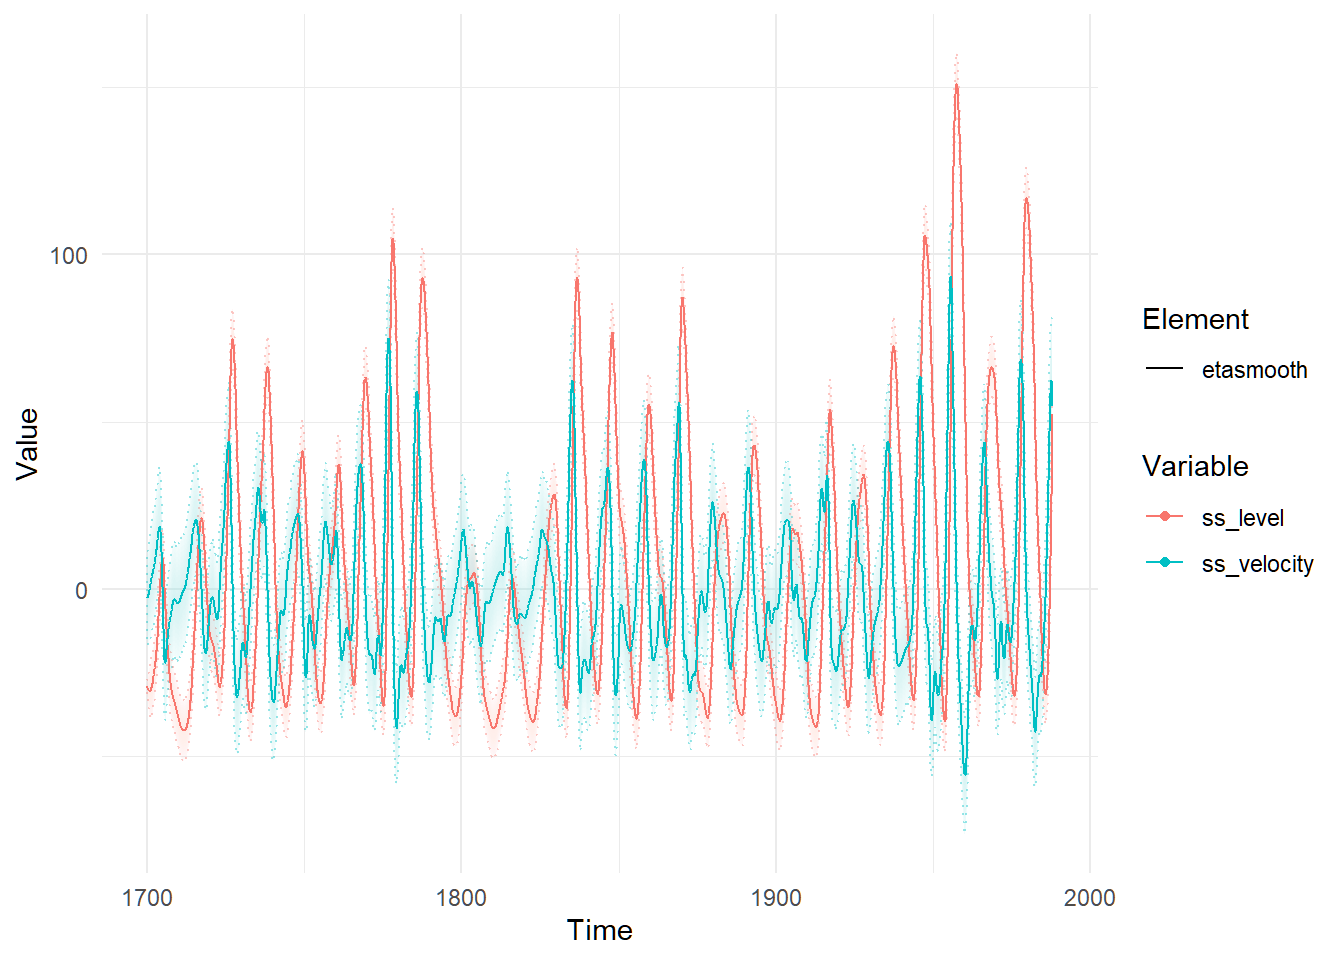 100
0
Value
1700
1800
1900
2000
Time
Element
etasmooth
Variable
ss_level
ss_velocity